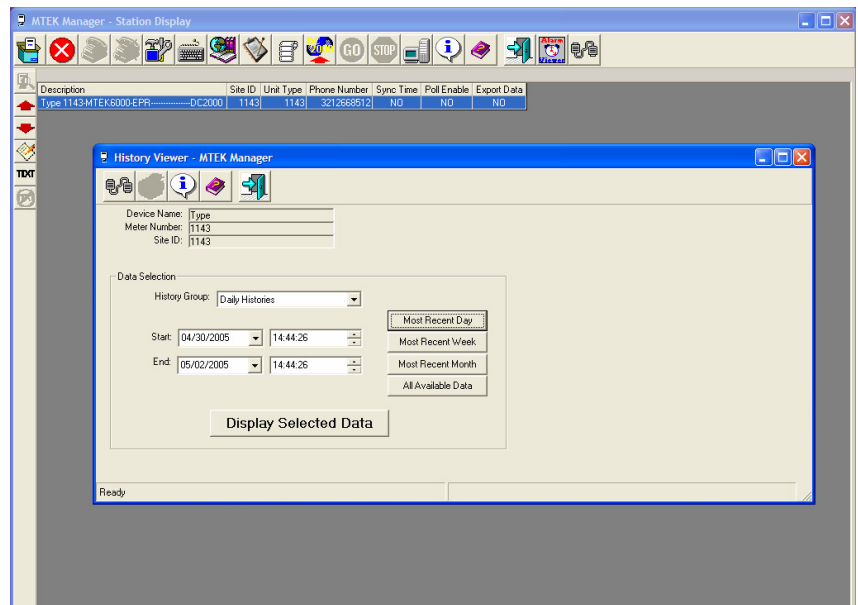 MTEK Manager - Station Display
GO STOP Alarm Viewer
Description Site ID Unit Type Phone Number Sync Time Poll Enable Export Data
Type 1143-MTEK6000-EPR---------------DC2000 1143 1143 3212668512 NO NO NO
TEXT
History Viewer - MTEK Manager
Device Name: Type
Meter Number: 1143
Site ID: 1143
Data Selection
History Group: Daily Histories
Most Recent Day
Start: 04/30/2005 14:44:26
Most Recent Week
End: 05/02/2005 14:44:26
Most Recent Month
All Available Data
Display Selected Data
Ready